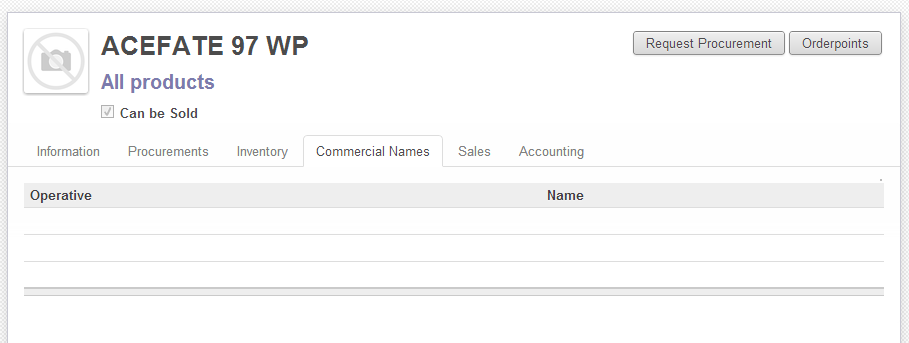 ACEFATE 97 WP
Request Procurement Orderpoints
All products
Can be Sold
Information Procurements Inventory Commercial Names Sales Accounting
Operative Name